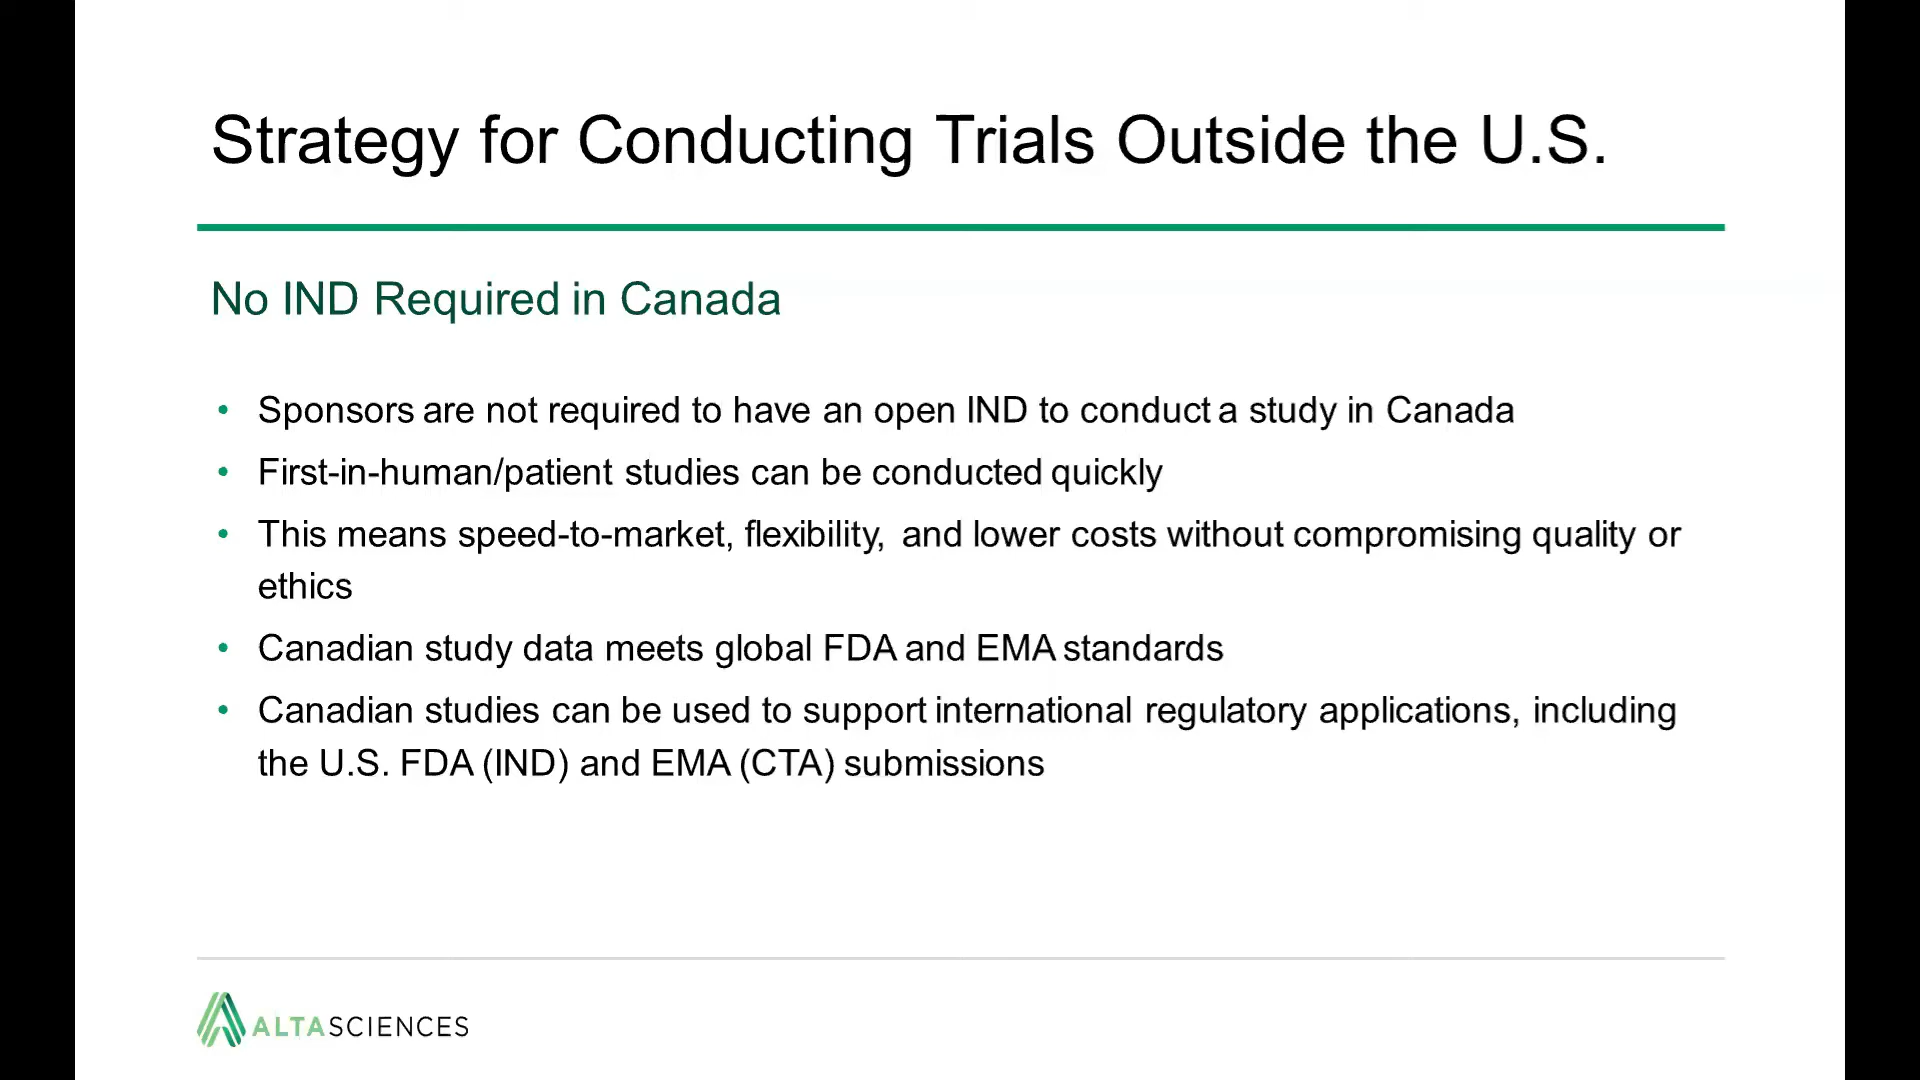 Strategy for Conducting Trials Outside the U.S.
No IND Required in Canada
• Sponsors are not required to have an open IND to conduct a study in Canada
• First-in-human/patient studies can be conducted quickly
• This means speed-to-market, flexibility, and lower costs without compromising quality or
ethics
• Canadian study data meets global FDA and EMA standards
• Canadian studies can be used to support international regulatory applications, including
the U.S. FDA (IND) and EMA (CTA) submissions
ALTASCIENCES